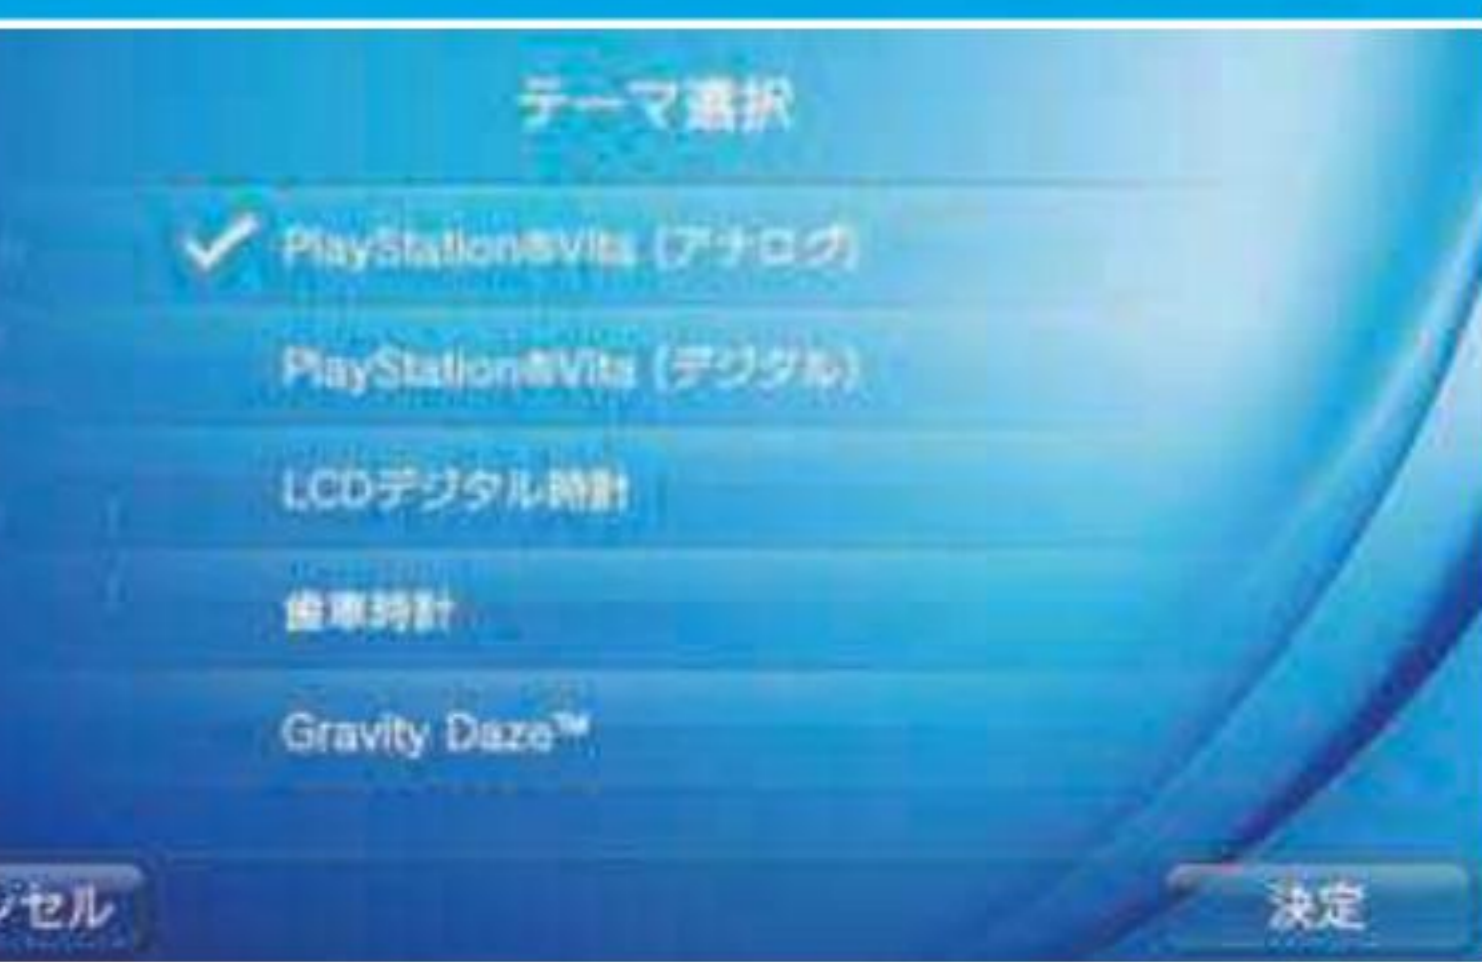 テーマ選択
PlayStation®Vita (アナログ)
PlayStation®Vita (デジタル)
LCDデジタル時計
歯車時計
Gravity Daze™
ンセル
決定